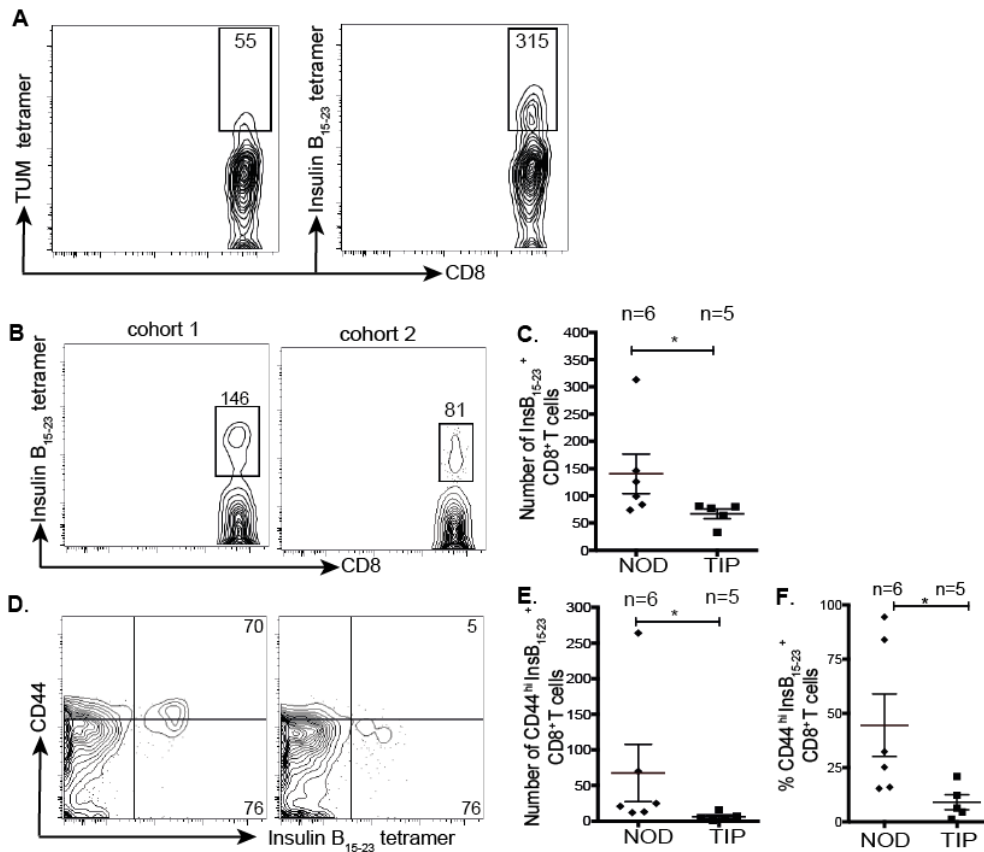 A
55
TUM tetramer
315
Insulin B15-23 tetramer
CD8
B
cohort 1
cohort 2
146
81
Insulin B15-23 tetramer
CD8
C.
n=6 n=5
*
400
350
300
250
200
150
100
50
0
Number of InsB15-23+
CD8+T cells
NOD TIP
D.
70
5
76
76
CD44
Insulin B15-23 tetramer
E.
n=6 n=5
*
300
250
200
150
100
50
0
Number of CD44hi InsB15-23+
CD8+T cells
NOD TIP
F.
n=6 n=5
*
100
75
50
25
0
% CD44hi InsB15-23+
CD8+T cells
NOD TIP